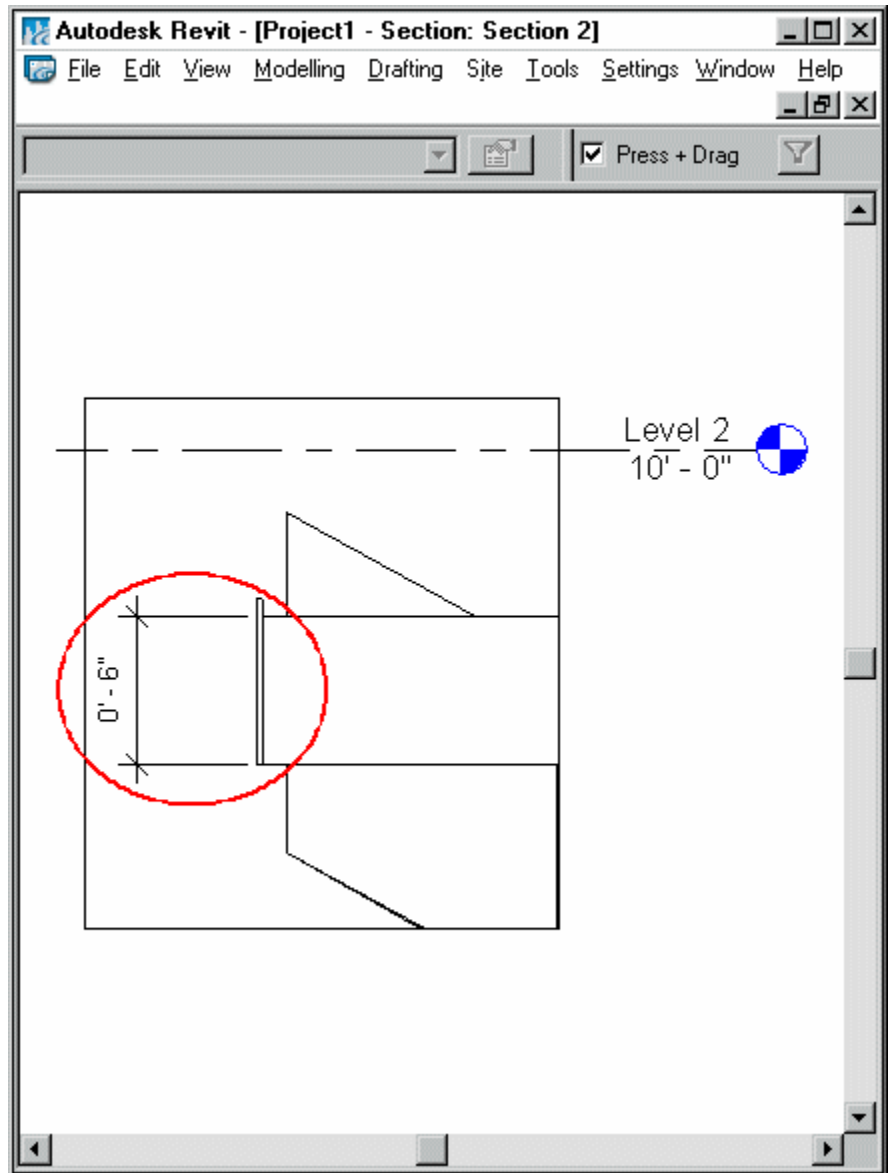 Autodesk Revit - [Project1 - Section: Section 2]
File Edit View Modelling Drafting Site Tools Settings Window Help
Press + Drag
Level 2
10' - 0"
0' - 6"